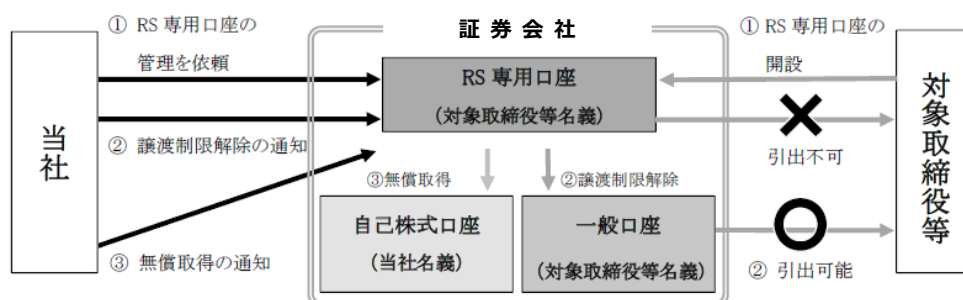 ① RS 専用口座の
管理を依頼
証券会社
① RS 専用口座の
開設
RS 専用口座
(対象取締役等名義)
当社
対象取締役等
② 譲渡制限解除の通知
引出不可
③無償取得
②譲渡制限解除
自己株式口座
(当社名義)
一般口座
(対象取締役等名義)
③ 無償取得の通知
② 引出可能